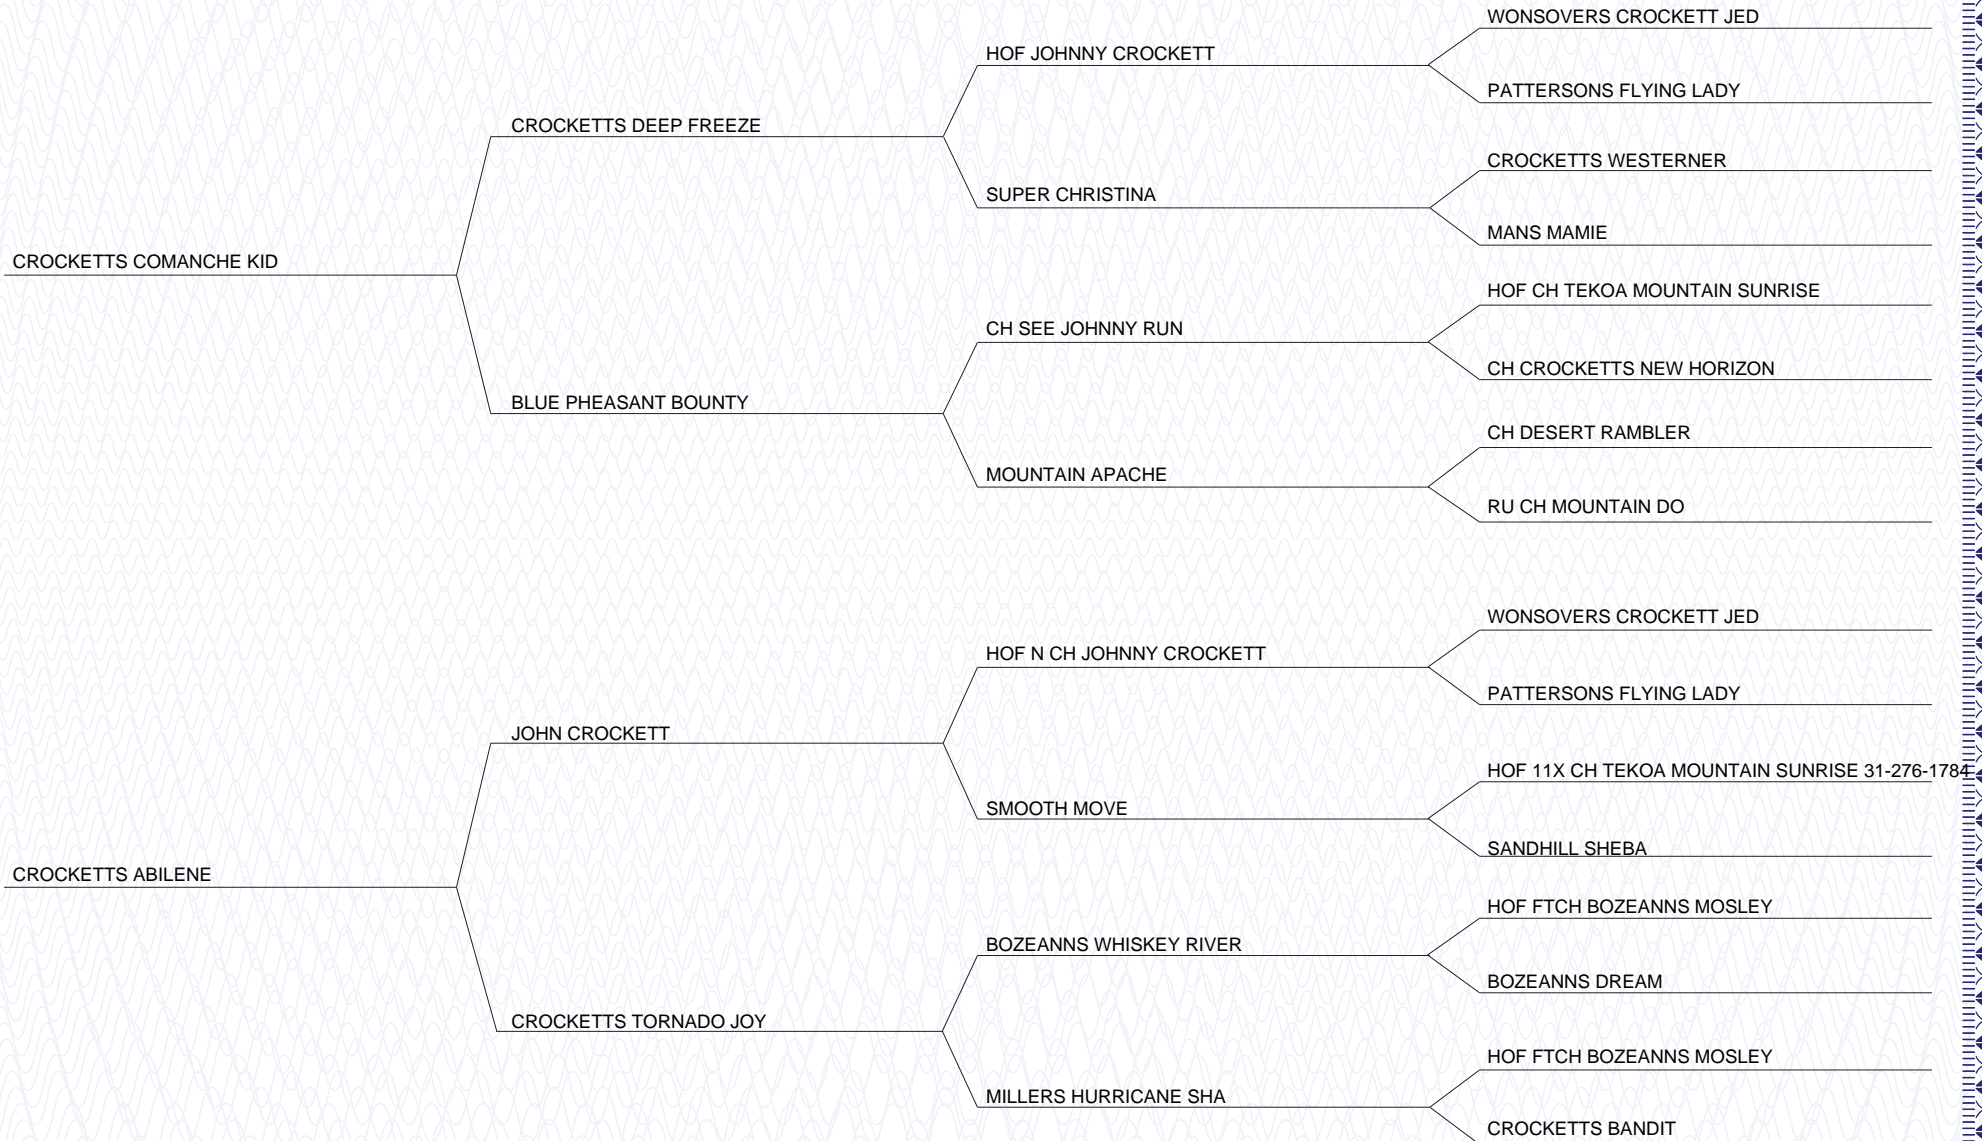 WONSOVERS CROCKETT JED
HOF JOHNNY CROCKETT
PATTERSONS FLYING LADY
CROCKETTS DEEP FREEZE
CROCKETTS WESTERNER
SUPER CHRISTINA
MANS MAMIE
CROCKETTS COMANCHE KID
HOF CH TEKOA MOUNTAIN SUNRISE
CH SEE JOHNNY RUN
CH CROCKETTS NEW HORIZON
BLUE PHEASANT BOUNTY
CH DESERT RAMBLER
MOUNTAIN APACHE
RU CH MOUNTAIN DO
WONSOVERS CROCKETT JED
HOF N CH JOHNNY CROCKETT
PATTERSONS FLYING LADY
JOHN CROCKETT
HOF 11X CH TEKOA MOUNTAIN SUNRISE 31-276-1784
SMOOTH MOVE
SANDHILL SHEBA
CROCKETTS ABILENE
HOF FTCH BOZEANNS MOSLEY
BOZEANNS WHISKEY RIVER
BOZEANNS DREAM
CROCKETTS TORNADO JOY
HOF FTCH BOZEANNS MOSLEY
MILLERS HURRICANE SHA
CROCKETTS BANDIT